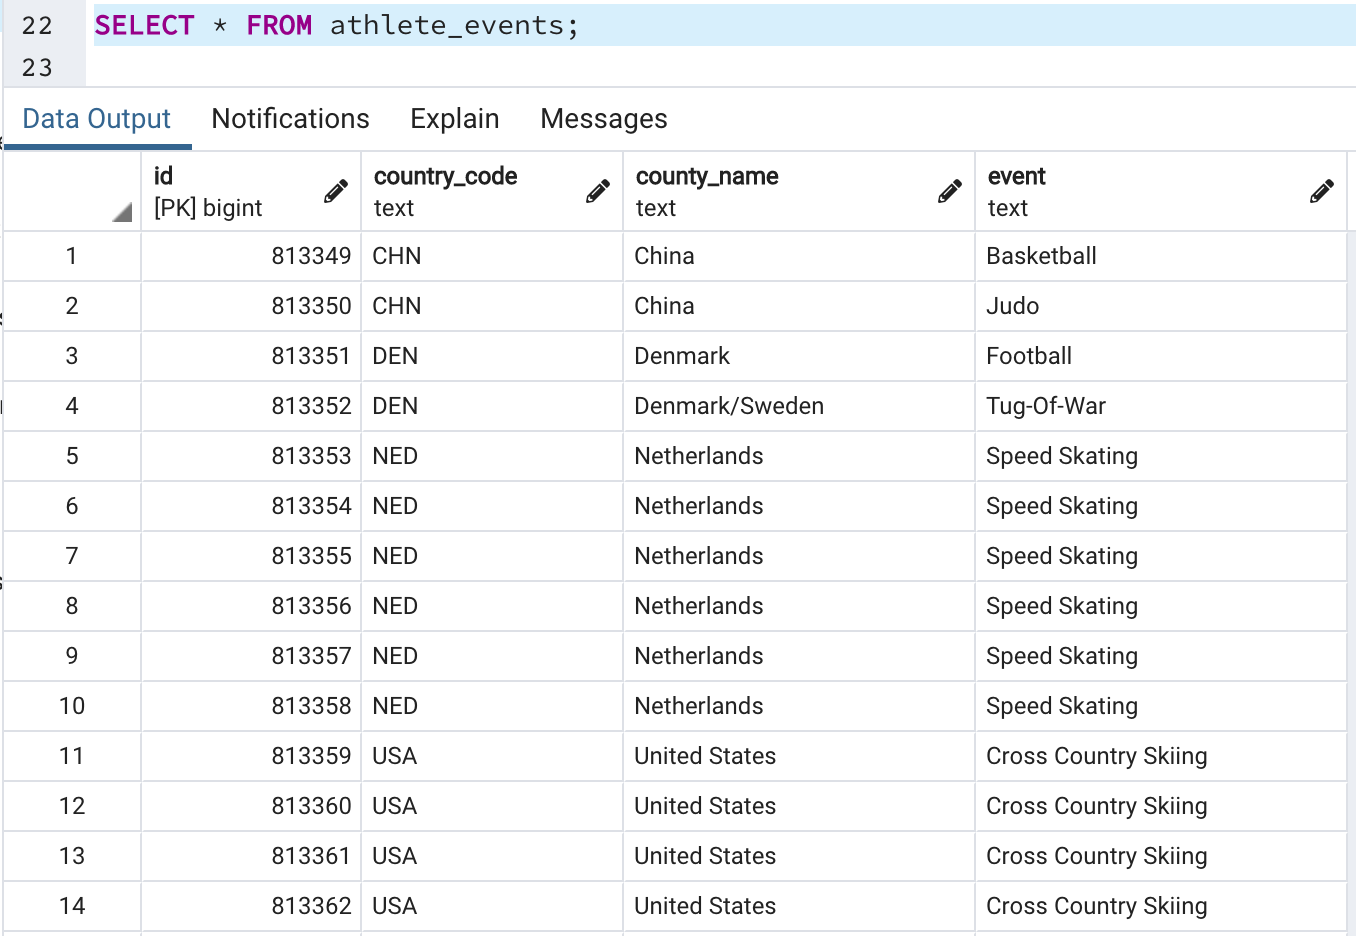 22 SELECT * FROM athlete_events;
23
Data Output Notifications Explain Messages
id country_code county_name event
[PK] bigint text text text
1 813349 CHN China Basketball
2 813350 CHN China Judo
3 813351 DEN Denmark Football
4 813352 DEN Denmark/Sweden Tug-Of-War
5 813353 NED Netherlands Speed Skating
6 813354 NED Netherlands Speed Skating
7 813355 NED Netherlands Speed Skating
8 813356 NED Netherlands Speed Skating
9 813357 NED Netherlands Speed Skating
10 813358 NED Netherlands Speed Skating
11 813359 USA United States Cross Country Skiing
12 813360 USA United States Cross Country Skiing
13 813361 USA United States Cross Country Skiing
14 813362 USA United States Cross Country Skiing